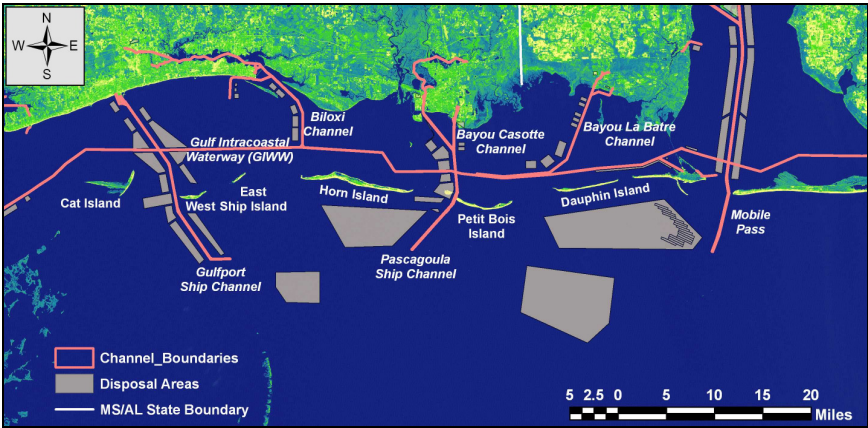 N
W E
S
Biloxi
Channel
Gulf Intracoastal
Waterway (GIWW)
Bayou Casotte
Channel
Bayou La Batre
Channel
East
West Ship Island
Cat Island
Horn Island
Petit Bois
Island
Dauphin Island
Mobile
Pass
Gulfport
Ship Channel
Pascagoula
Ship Channel
Channel_Boundaries
Disposal Areas
MS/AL State Boundary
5 2.5 0 5 10 15 20
Miles